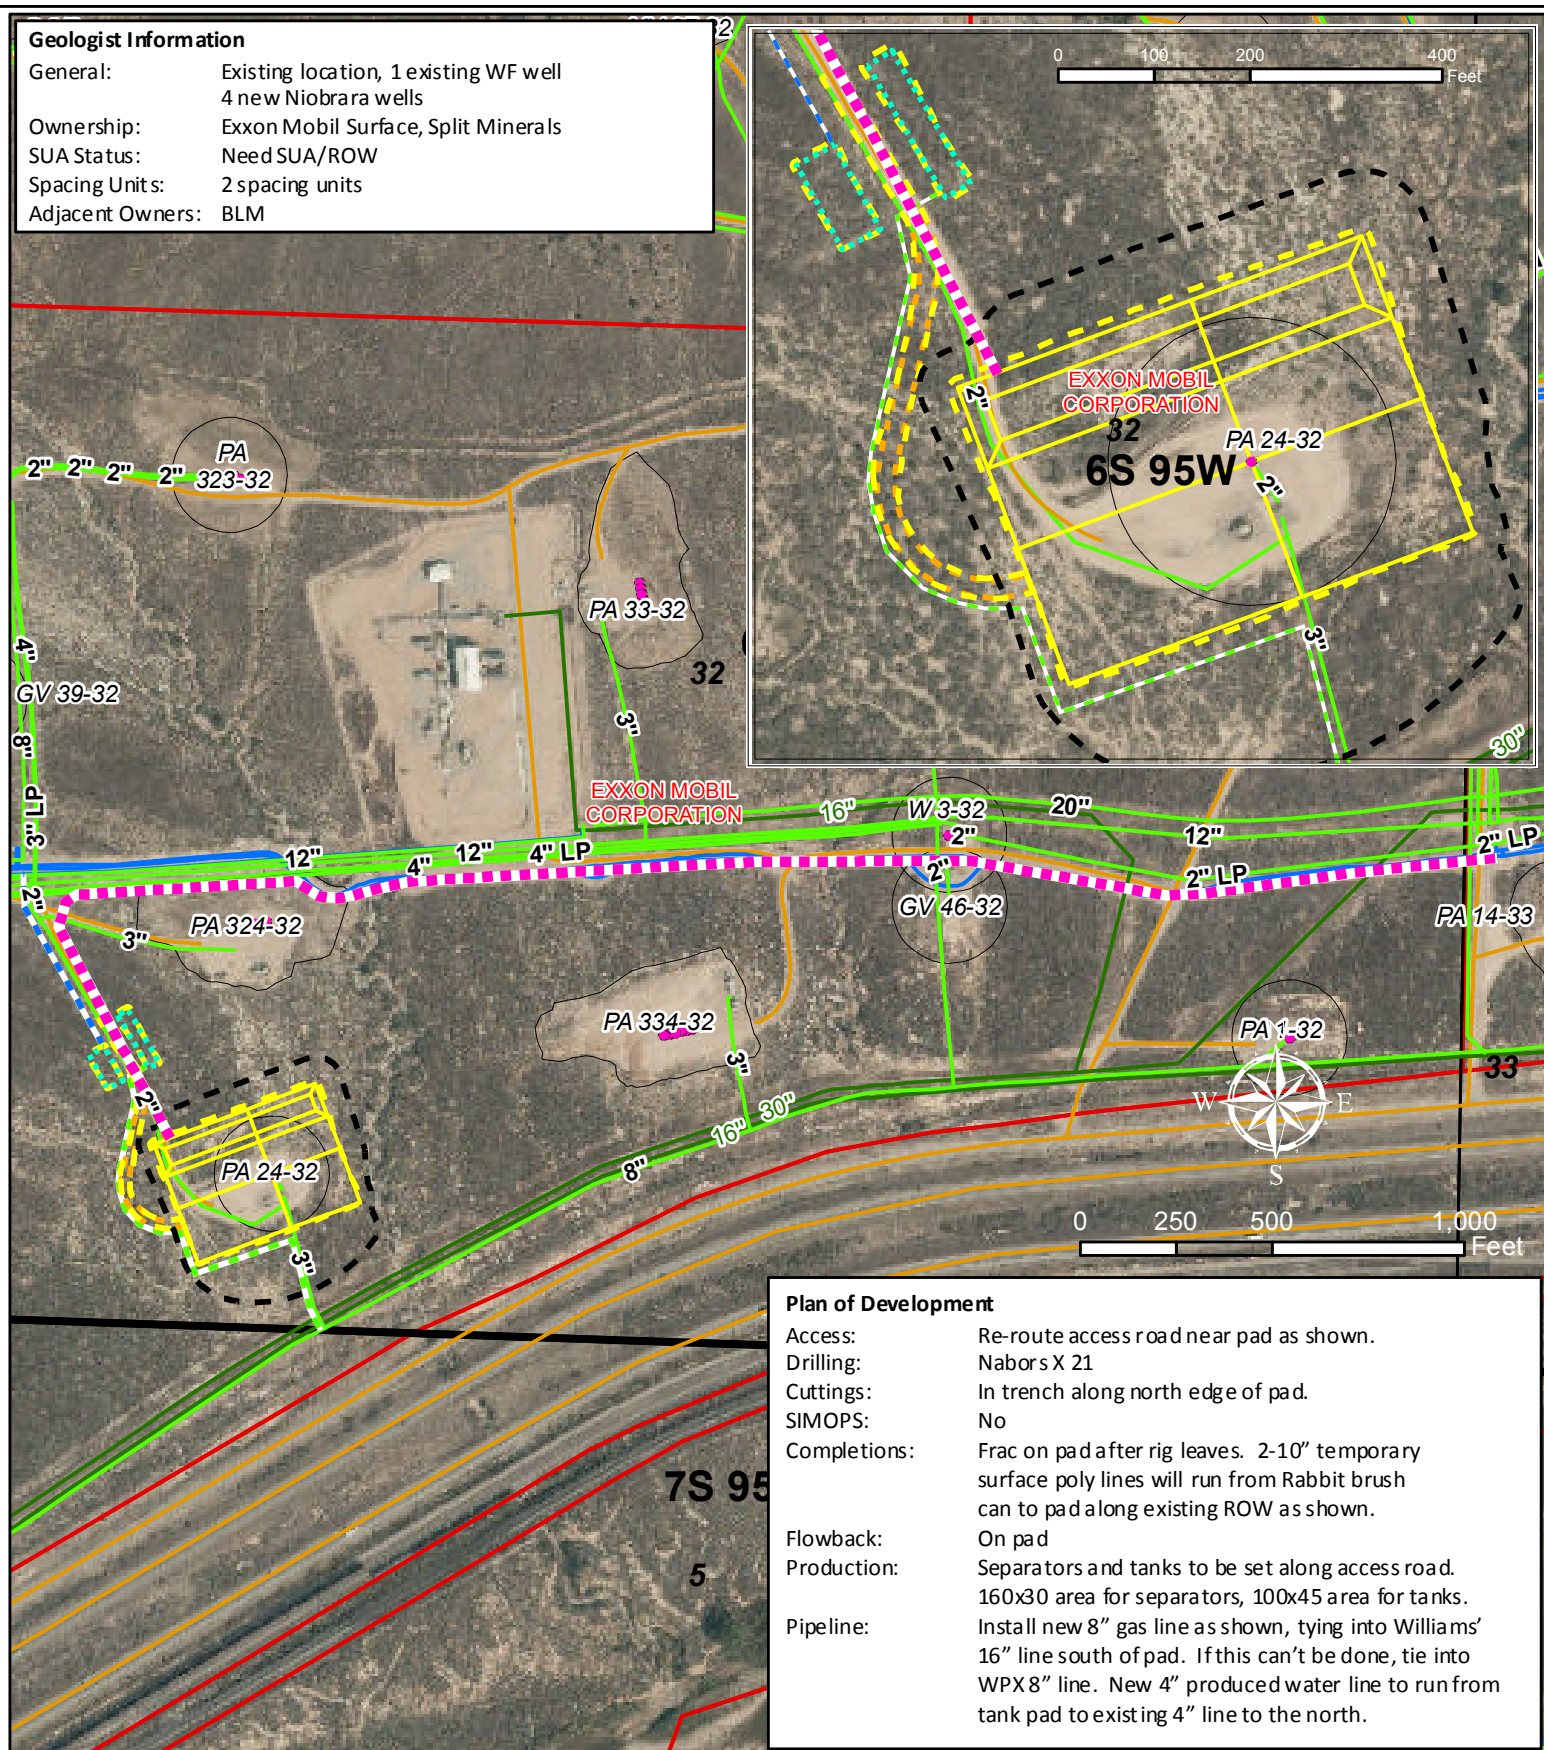 Geologist Information
General: Existing location, 1 existing WF well
4 new Niobrara wells
Ownership: Exxon Mobil Surface, Split Minerals
SUA Status: Need SUA/ROW
Spacing Units: 2 spacing units
Adjacent Owners: BLM
0 100 200 400
Feet
EXXON MOBIL
CORPORATION
2"
32
PA 24-32
6S 95W
2"
3"
30"
PA
323-32
2" 2" 2" 2"
PA 33-32
4"
32
GV 39-32
3"
8"
EXXON MOBIL
CORPORATION
3" LP
16"
W 3-32
20"
2"
12"
12"
12"
4" LP
4"
2" LP
2"
2" LP
2"
GV 46-32
PA 324-32
3"
PA 14-33
PA 334-32
PA 1-32
3"
33
2"
30"
16"
W E
S
8"
PA 24-32
3"
0 250 500 1,000
Feet
7S 95
5
Plan of Development
Access: Re-route access road near pad as shown.
Drilling: Nabors X 21
Cuttings: In trench along north edge of pad.
SIMOPS: No
Completions: Frac on pad after rig leaves. 2-10” temporary
surface poly lines will run from Rabbit brush
can to pad along existing ROW as shown.
Flowback: On pad
Production: Separators and tanks to be set along access road.
160x30 area for separators, 100x45 area for tanks.
Pipeline: Install new 8” gas line as shown, tying into Williams’
16” line south of pad. If this can’t be done, tie into
WPX 8” line. New 4” produced water line to run from
tank pad to existing 4” line to the north.